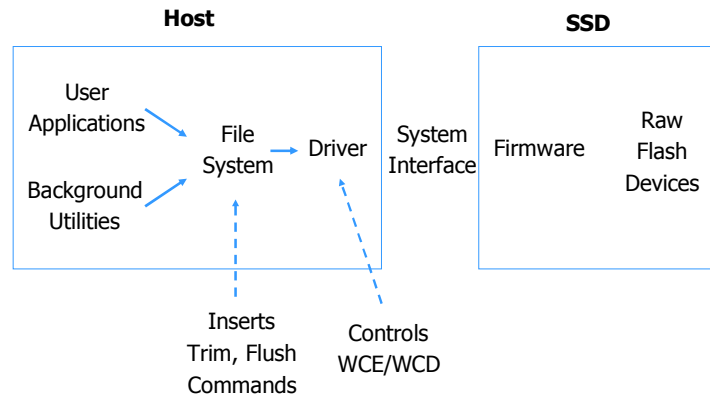 Host
SSD
User
Applications
Background
Utilities
File
System
Driver
System
Interface
Firmware
Raw
Flash
Devices
Inserts
Trim, Flush
Commands
Controls
WCE/WCD